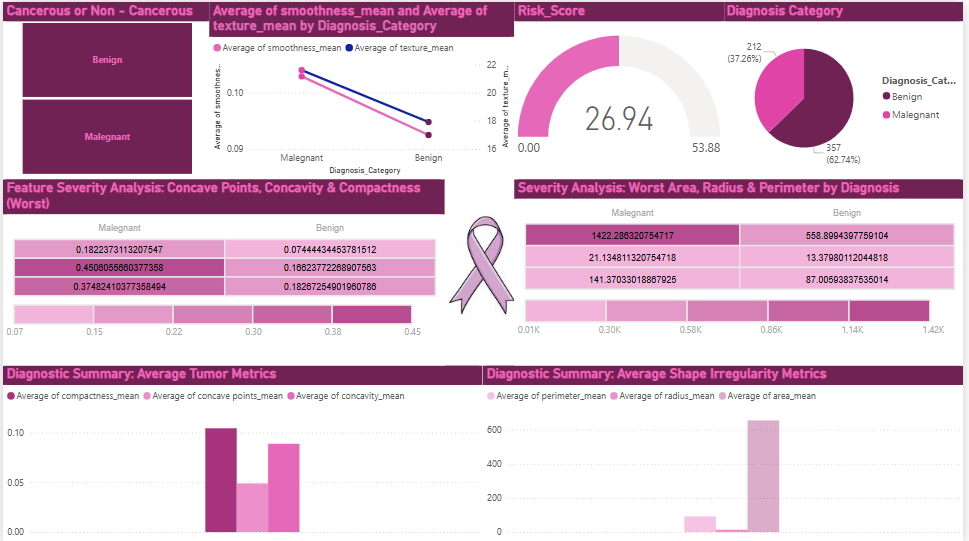 Cancerous or Non - Cancerous
Benign
Malegnant
Average of smoothness_mean and Average of
texture_mean by Diagnosis_Category
Average of smoothness_mean
Average of texture_mean
Average of smoothnes...
0.10
0.09
22
20
18
16
Average of texture_m...
Malegnant
Benign
Diagnosis_Category
Risk_Score
26.94
0.00
53.88
Diagnosis Category
212
(37.26%)
357
(62.74%)
Diagnosis_Cat...
Benign
Malegnant
Feature Severity Analysis: Concave Points, Concavity & Compactness
(Worst)
Malegnant
Benign
0.1822373113207547
0.07444434453781512
0.4506055660377358
0.16623772268907563
0.37482410377358494
0.18267254901960786
0.07
0.15
0.22
0.30
0.38
0.45
Severity Analysis: Worst Area, Radius & Perimeter by Diagnosis
Malegnant
Benign
1422.286320754717
558.8994397759104
21.134811320754718
13.37980112044818
141.37033018867925
87.00593837535014
0.01K
0.30K
0.58K
0.86K
1.14K
1.42K
Diagnostic Summary: Average Tumor Metrics
Average of compactness_mean
Average of concave points_mean
Average of concavity_mean
0.10
0.05
0.00
Diagnostic Summary: Average Shape Irregularity Metrics
Average of perimeter_mean
Average of radius_mean
Average of area_mean
600
400
200
0